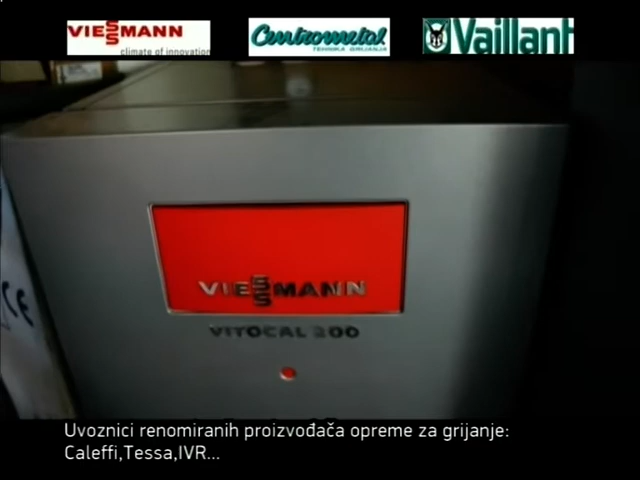 VIESSMANN
climate of innovation
Centrometal
TEHNIKA GRIJANJA
Vaillant
VIESSMANN
VITOCAL 200
CE
Uvoznici renomiranih proizvođača opreme za grijanje:
Caleffi,Tessa,IVR...